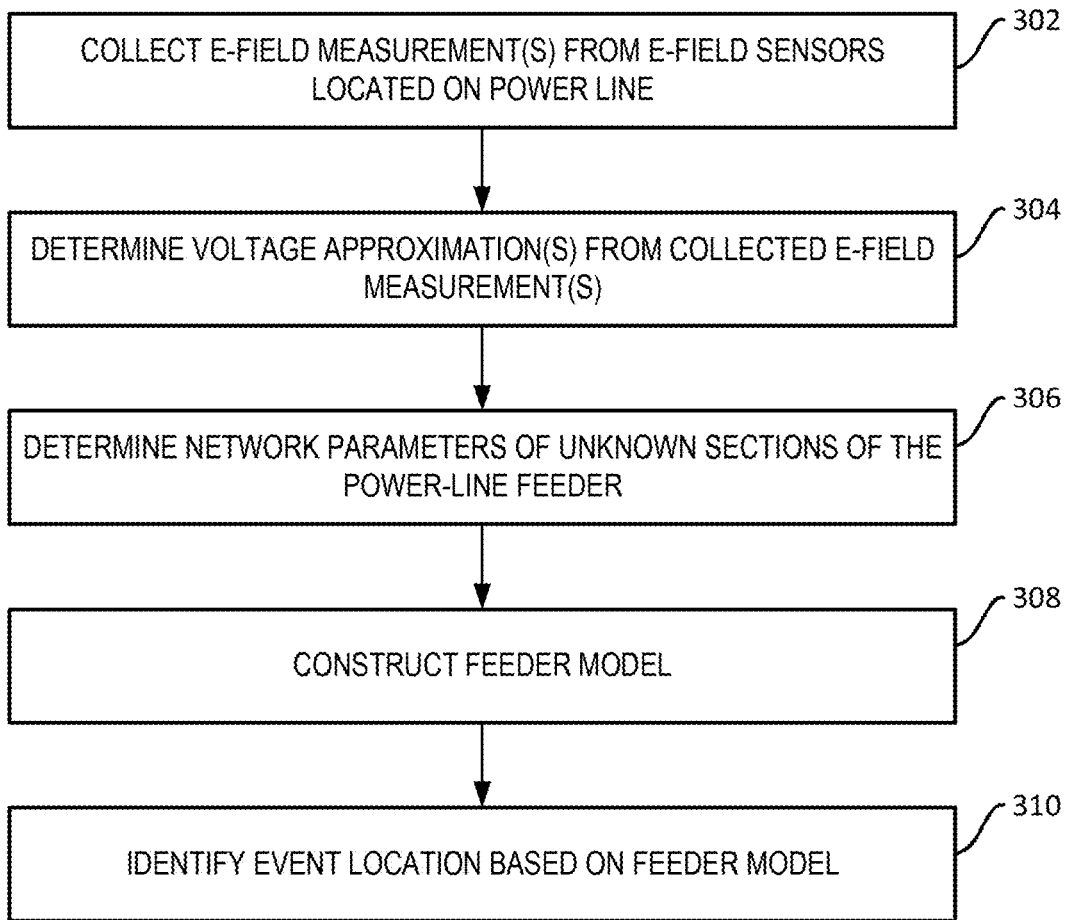 302
COLLECT E-FIELD MEASUREMENT(S) FROM E-FIELD SENSORS
LOCATED ON POWER LINE
304
DETERMINE VOLTAGE APPROXIMATION(S) FROM COLLECTED E-FIELD
MEASUREMENT(S)
306
DETERMINE NETWORK PARAMETERS OF UNKNOWN SECTIONS OF THE
POWER-LINE FEEDER
308
CONSTRUCT FEEDER MODEL
310
IDENTIFY EVENT LOCATION BASED ON FEEDER MODEL